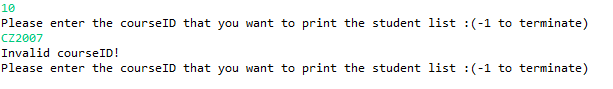 10
Please enter the courseID that you want to print the student list :(-1 to terminate)
CZ2007
Invalid courseID!
Please enter the courseID that you want to print the student list :(-1 to terminate)